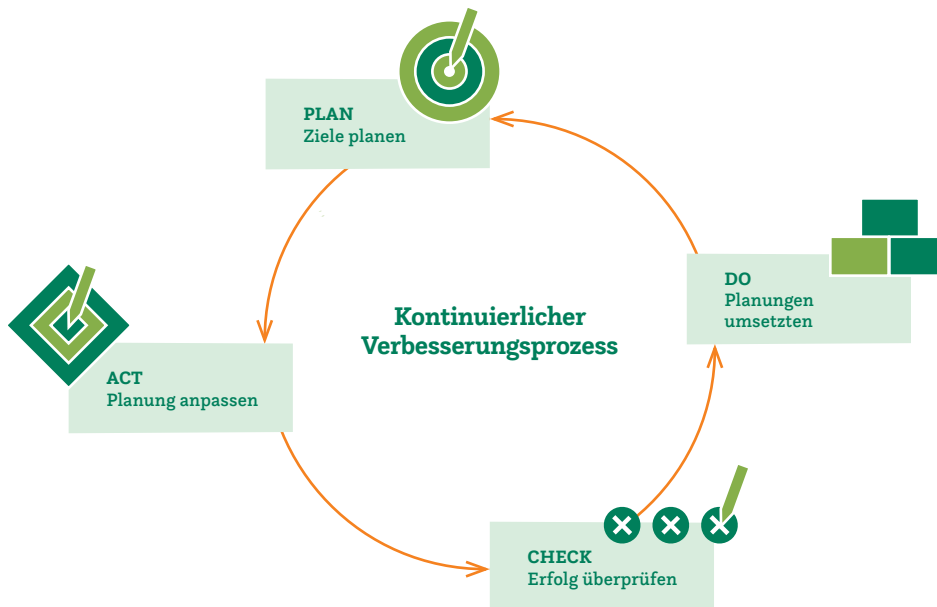 PLAN
Ziele planen
DO
Planungen
umsetzten
Kontinuierlicher
Verbesserungsprozess
ACT
Planung anpassen
CHECK
Erfolg überprüfen